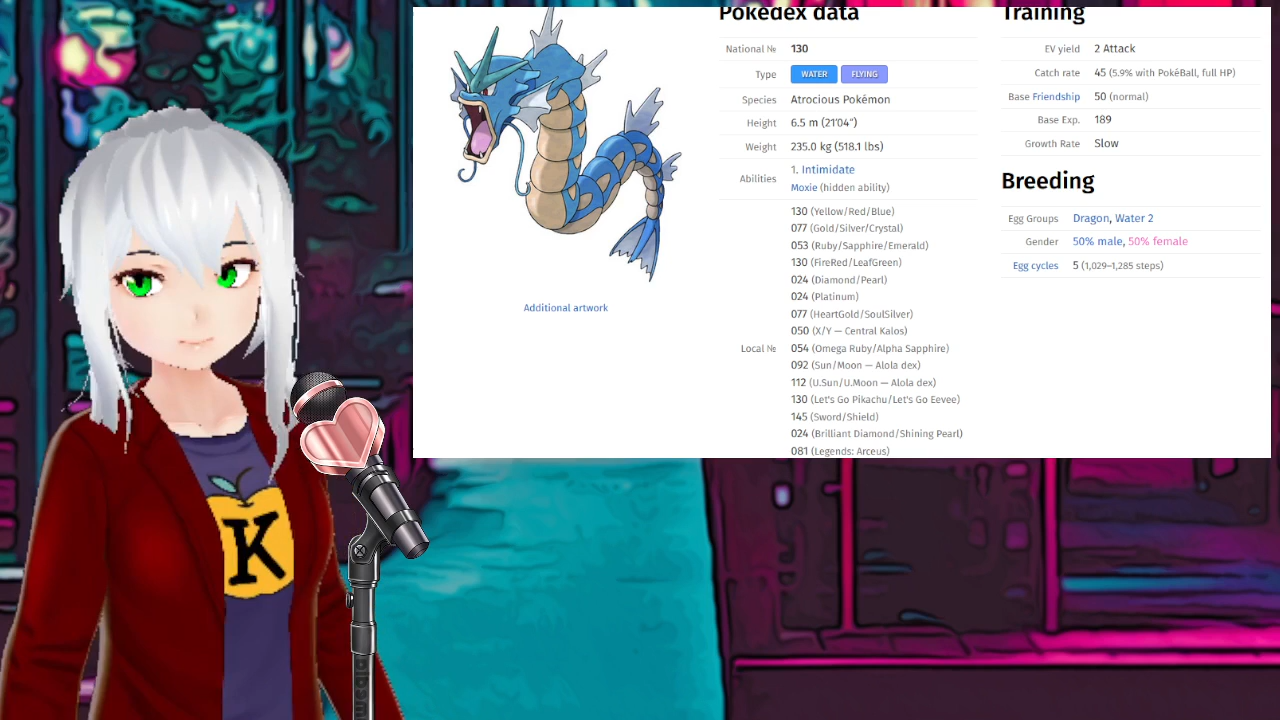 Pokédex data
National № 130
Type WATER FLYING
Species Atrocious Pokémon
Height 6.5 m (21′04″)
Weight 235.0 kg (518.1 lbs)
Abilities 1. Intimidate
Moxie (hidden ability)
Local № 130 (Yellow/Red/Blue)
077 (Gold/Silver/Crystal)
053 (Ruby/Sapphire/Emerald)
130 (FireRed/LeafGreen)
024 (Diamond/Pearl)
024 (Platinum)
077 (HeartGold/SoulSilver)
050 (X/Y — Central Kalos)
054 (Omega Ruby/Alpha Sapphire)
092 (Sun/Moon — Alola dex)
112 (U.Sun/U.Moon — Alola dex)
130 (Let's Go Pikachu/Let's Go Eevee)
145 (Sword/Shield)
024 (Brilliant Diamond/Shining Pearl)
081 (Legends: Arceus)
Additional artwork
Training
EV yield 2 Attack
Catch rate 45 (5.9% with PokéBall, full HP)
Base Friendship 50 (normal)
Base Exp. 189
Growth Rate Slow
Breeding
Egg Groups Dragon, Water 2
Gender 50% male, 50% female
Egg cycles 5 (1,029–1,285 steps)
K